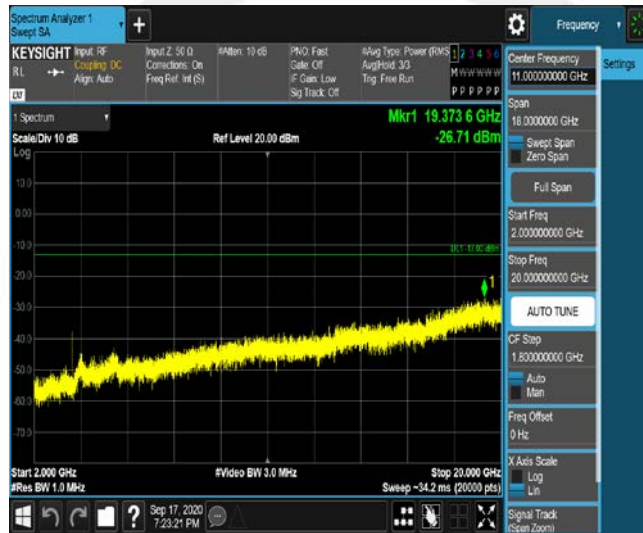 Spectrum Analyzer 1
Swept SA
+
Frequency
KEYSIGHT
Input: RF
Input Z: 50 Ω
#Atten: 10 dB
PNO: Fast
#Avg Type: Power (RMS
1 2 3 4 5 6
RL
Coupling: DC
Corrections: On
Gate: Off
Avg|Hold: 3/3
M W W W W W
Align: Auto
Freq Ref: Int (S)
IF Gain: Low
Trig: Free Run
Sig Track: Off
P P P P P P
LXI
1 Spectrum
Mkr1 19.373 6 GHz
Scale/Div 10 dB
Ref Level 20.00 dBm
-26.71 dBm
Log
10.0
0.00
-10.0
DL1 -13.00 dBm
1
-20.0
-30.0
-40.0
-50.0
-60.0
-70.0
Start 2.000 GHz
#Video BW 3.0 MHz
Stop 20.000 GHz
#Res BW 1.0 MHz
Sweep ~34.2 ms (20000 pts)
Sep 17, 2020
7:23:21 PM
?
Center Frequency
11.000000000 GHz
Settings
Span
18.0000000 GHz
Swept Span
Zero Span
Full Span
Start Freq
2.000000000 GHz
Stop Freq
20.000000000 GHz
AUTO TUNE
CF Step
1.800000000 GHz
Auto
Man
Freq Offset
0 Hz
X Axis Scale
Log
Lin
Signal Track
(Span Zoom)